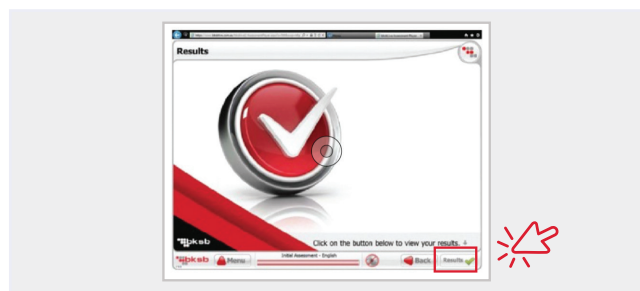 Results
bksb
Click on the button below to view your results.
bksb
Menu
Initial Assessment - English
Back
Results